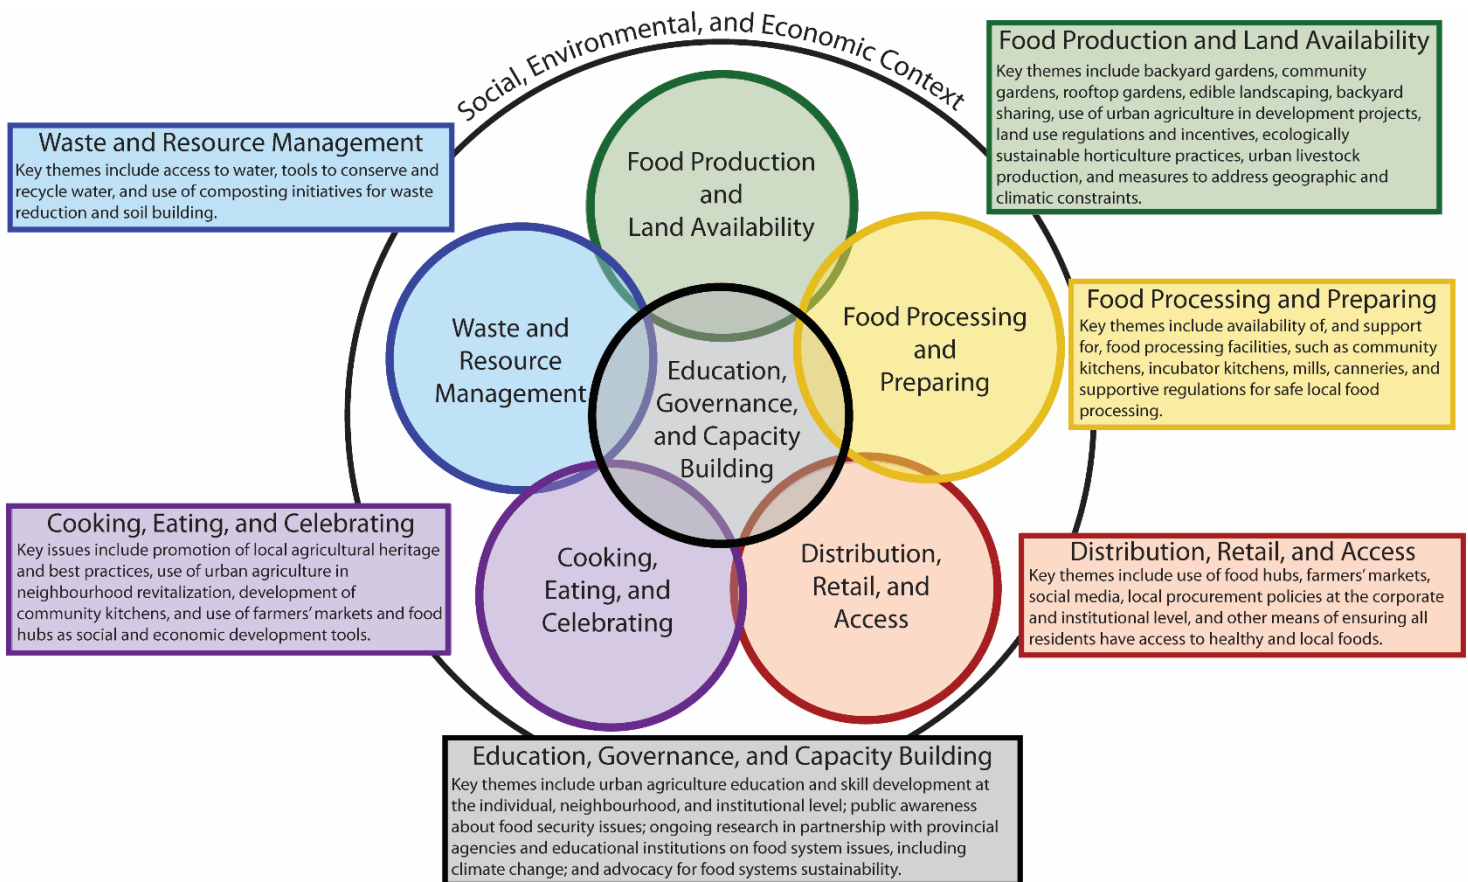 Social, Environmental, and Economic Context
Food Production and Land Availability
Key themes include backyard gardens, community
gardens, rooftop gardens, edible landscaping, backyard
sharing, use of urban agriculture in development projects,
land use regulations and incentives, ecologically
sustainable horticulture practices, urban livestock
production, and measures to address geographic and
climatic constraints.
Waste and Resource Management
Key themes include access to water, tools to conserve and
recycle water, and use of composting initiatives for waste
reduction and soil building.
Food Production
and
Land Availability
Waste and
Resource
Management
Food Processing
and
Preparing
Education,
Governance,
and Capacity
Building
Food Processing and Preparing
Key themes include availability of, and support
for, food processing facilities, such as community
kitchens, incubator kitchens, mills, canneries, and
supportive regulations for safe local food
processing.
Cooking, Eating, and Celebrating
Key issues include promotion of local agricultural heritage
and best practices, use of urban agriculture in
neighbourhood revitalization, development of
community kitchens, and use of farmers' markets and food
hubs as social and economic development tools.
Cooking,
Eating, and
Celebrating
Distribution,
Retail, and
Access
Distribution, Retail, and Access
Key themes include use of food hubs, farmers' markets,
social media, local procurement policies at the corporate
and institutional level, and other means of ensuring all
residents have access to healthy and local foods.
Education, Governance, and Capacity Building
Key themes include urban agriculture education and skill development at
the individual, neighbourhood, and institutional level; public awareness
about food security issues; ongoing research in partnership with provincial
agencies and educational institutions on food system issues, including
climate change; and advocacy for food systems sustainability.